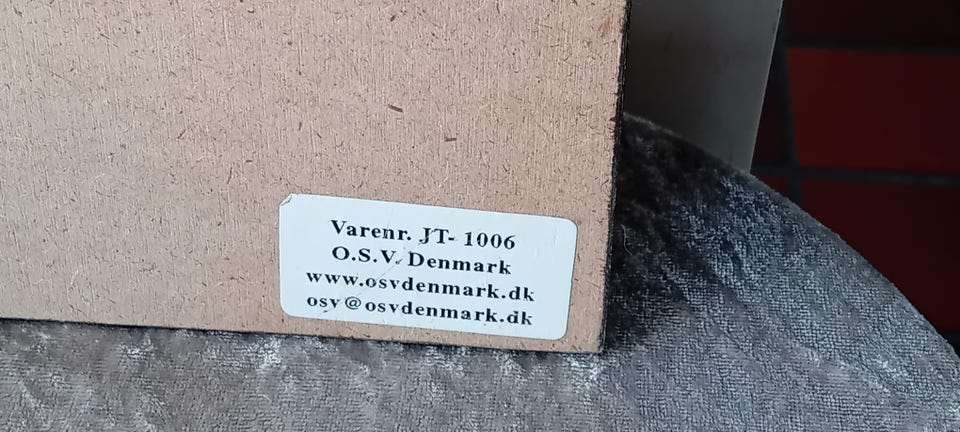 Varenr. JT- 1006
O.S.V. Denmark
www.osvdenmark.dk
osv@osvdenmark.dk